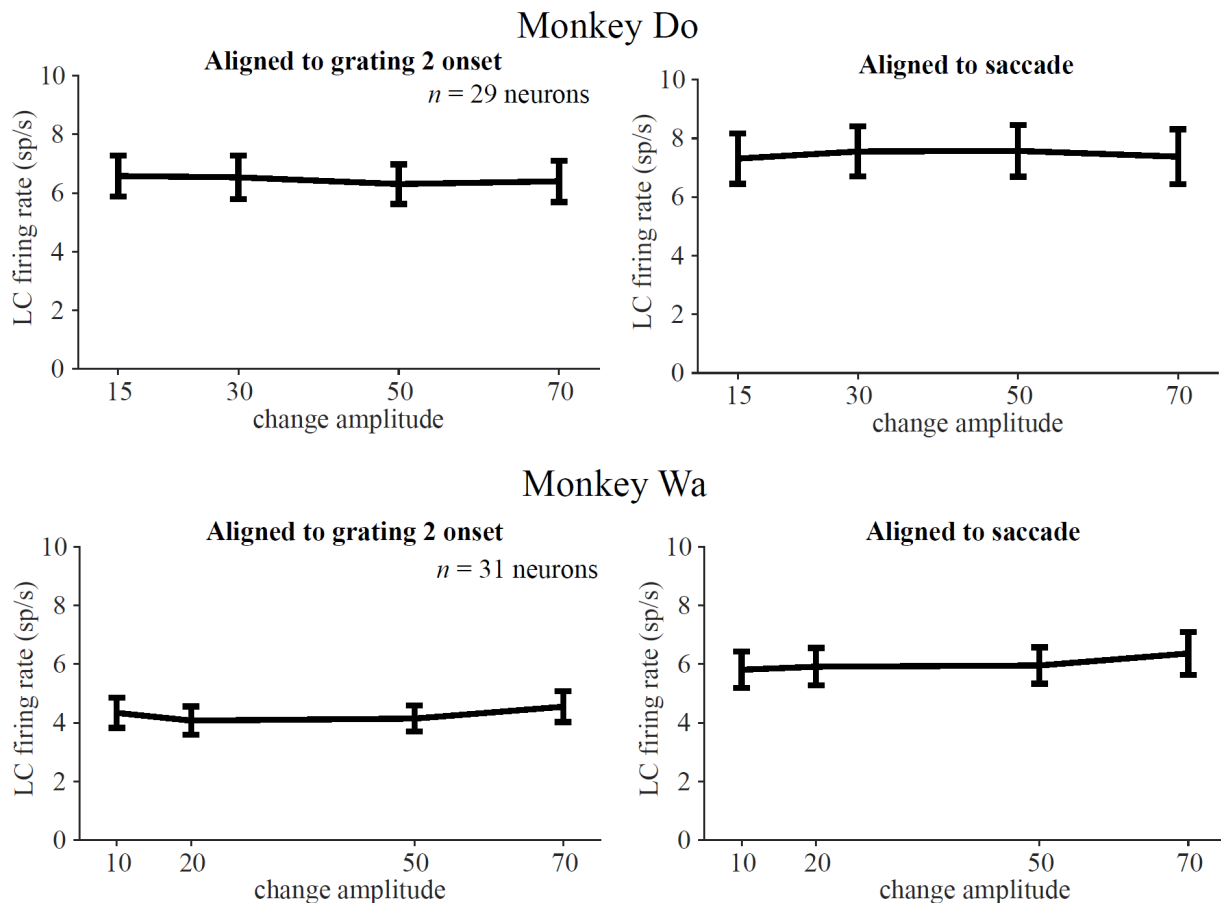 Monkey Do
Aligned to grating 2 onset
n = 29 neurons
LC firing rate (sp/s)
10
8
6
4
2
0
15 30 50 70
change amplitude
Aligned to saccade
LC firing rate (sp/s)
10
8
6
4
2
0
15 30 50 70
change amplitude
Monkey Wa
Aligned to grating 2 onset
n = 31 neurons
LC firing rate (sp/s)
10
8
6
4
2
0
10 20 50 70
change amplitude
Aligned to saccade
LC firing rate (sp/s)
10
8
6
4
2
0
10 20 50 70
change amplitude